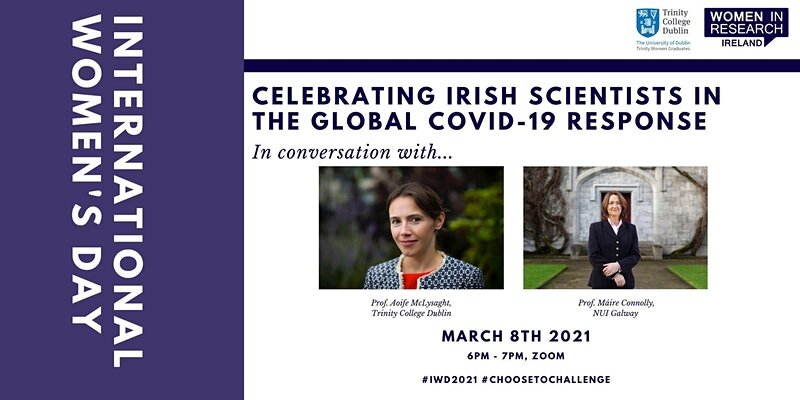 INTERNATIONAL
WOMEN'S DAY
Trinity
College
Dublin
The University of Dublin
Trinity Women Graduates
WOMEN IN
RESEARCH
IRELAND
CELEBRATING IRISH SCIENTISTS IN
THE GLOBAL COVID-19 RESPONSE
In conversation with...
Prof. Aoife McLysaght,
Trinity College Dublin
Prof. Máire Connolly,
NUI Galway
MARCH 8TH 2021
6PM - 7PM, ZOOM
#IWD2021 #CHOOSETOCHALLENGE